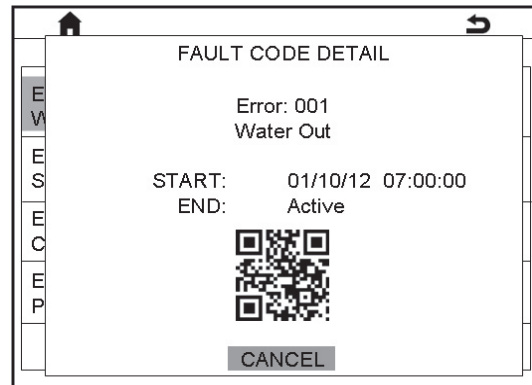 FAULT CODE DETAIL
Error: 001
Water Out
START: 01/10/12 07:00:00
END: Active
E
W
E
S
E
C
E
P
CANCEL